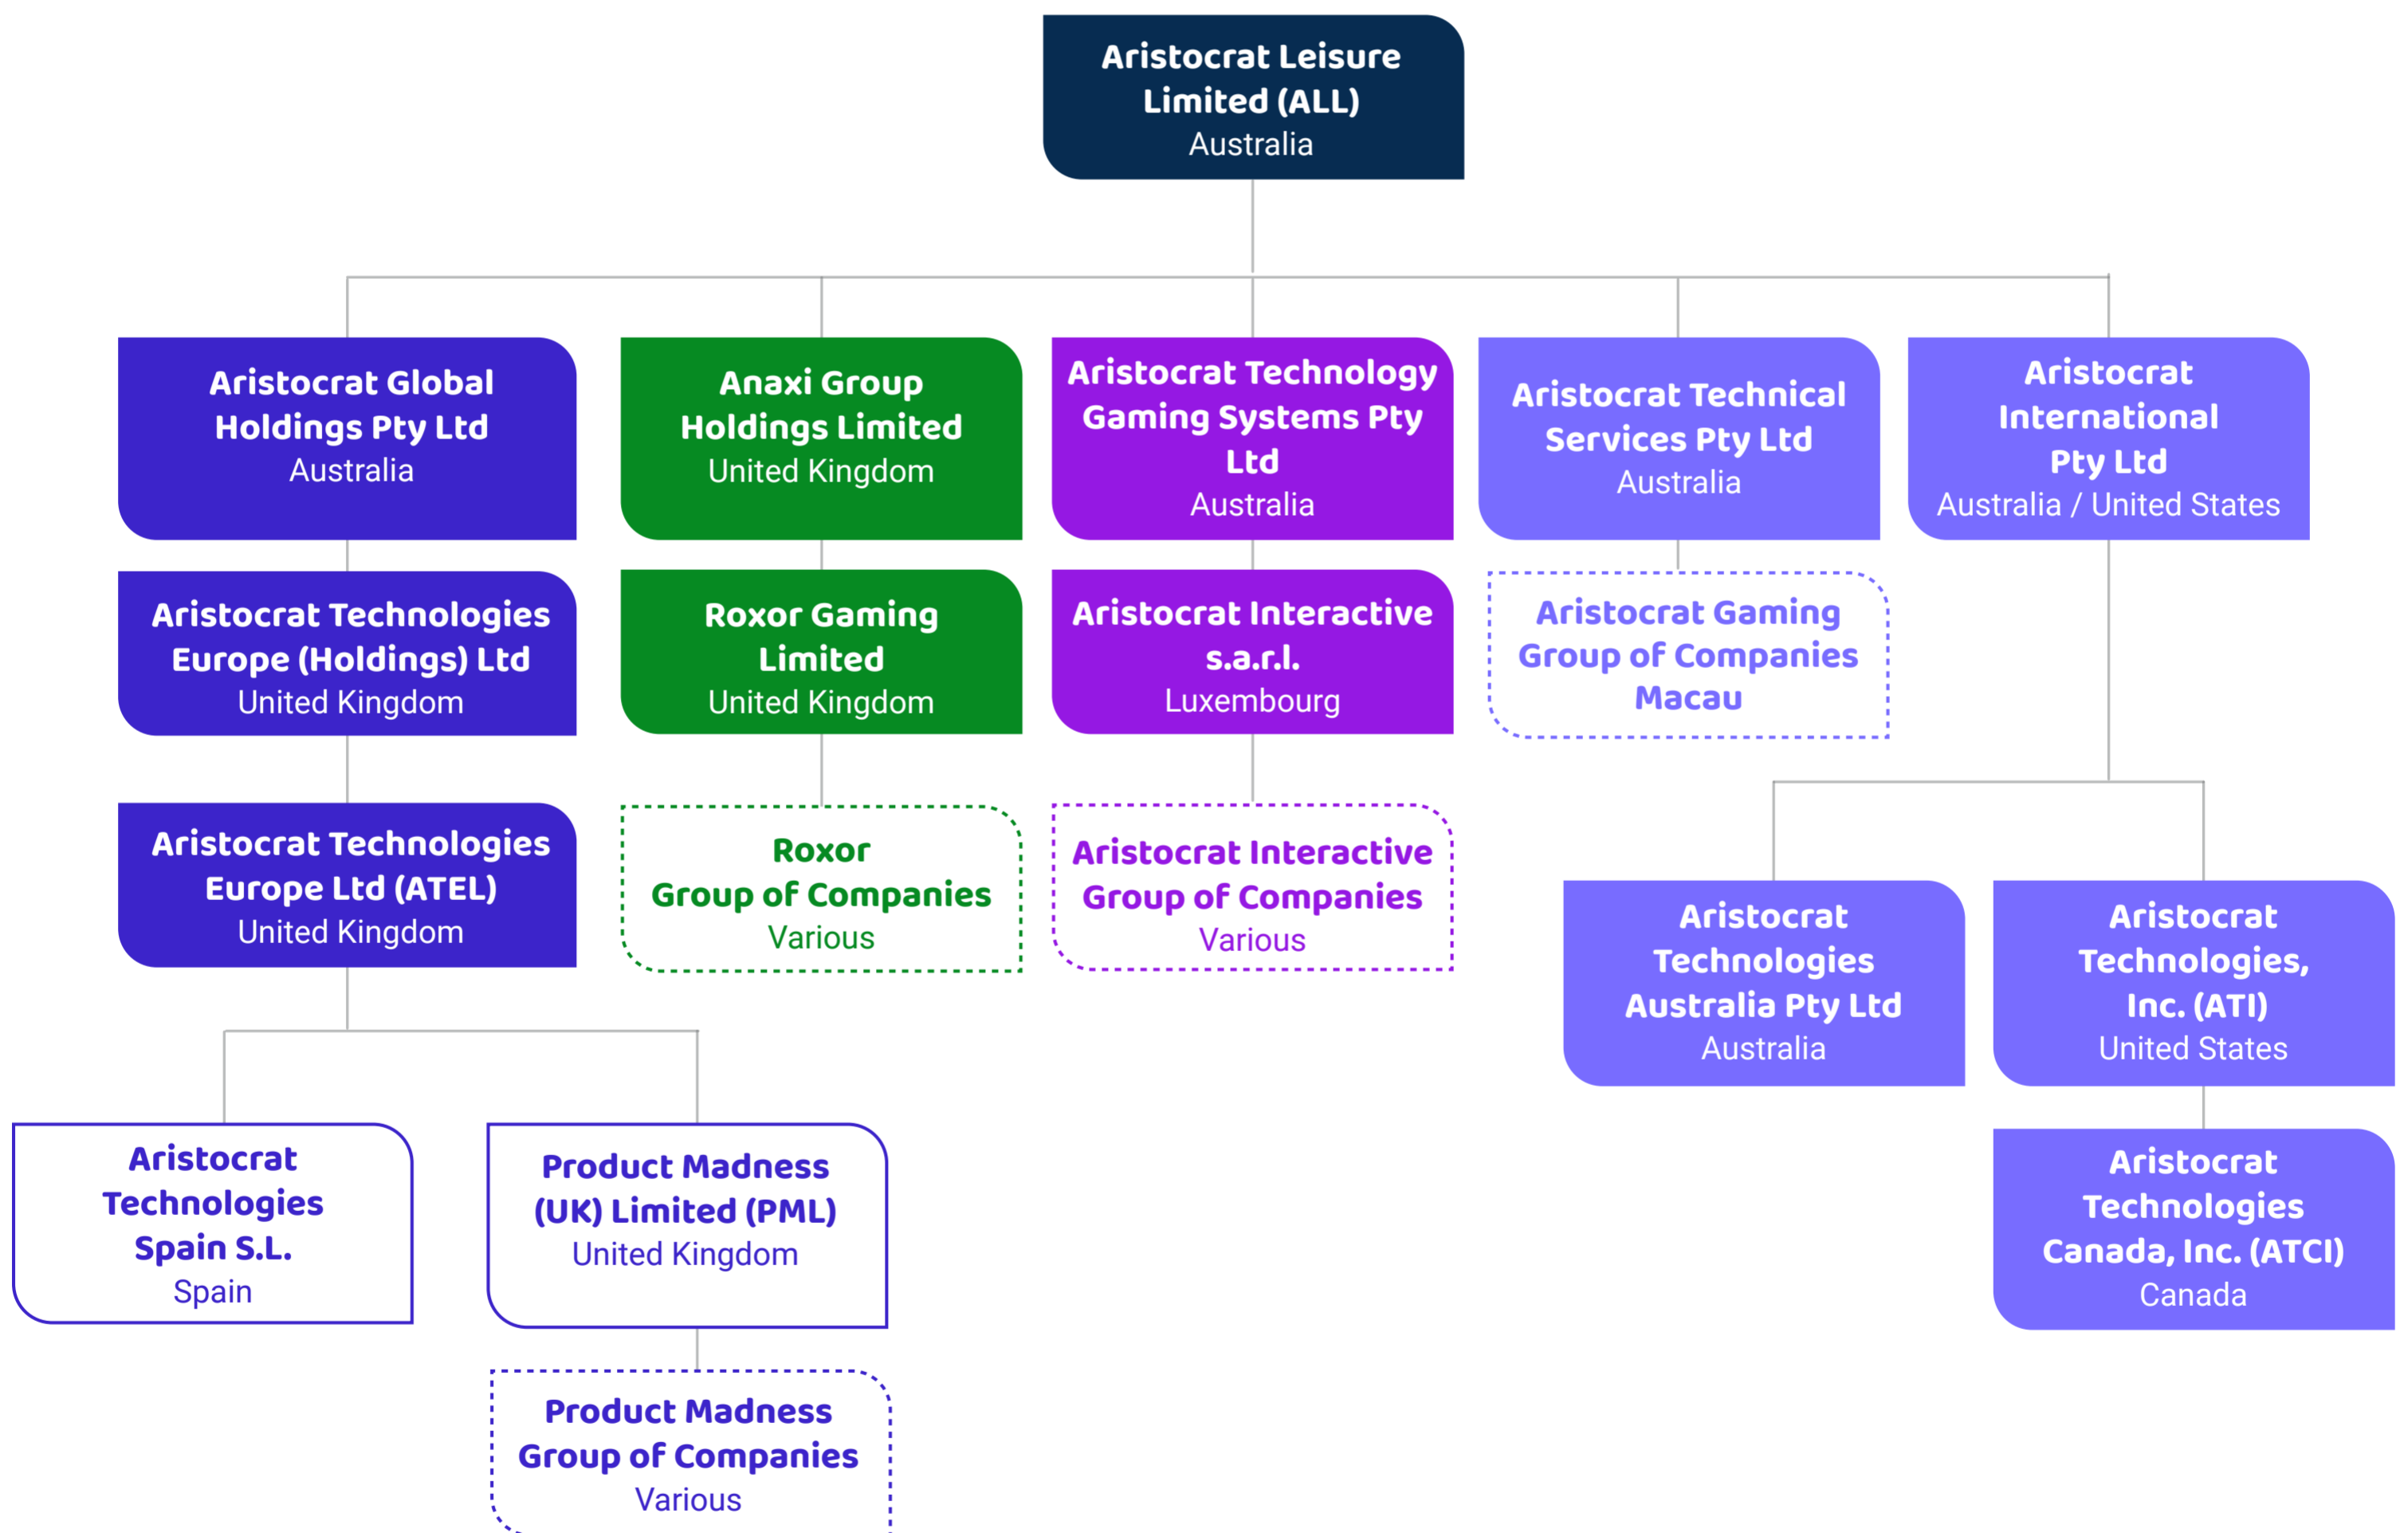 Aristocrat Leisure
Limited (ALL)
Australia
Aristocrat Global
Holdings Pty Ltd
Australia
Anaxi Group
Holdings Limited
United Kingdom
Aristocrat Technology
Gaming Systems Pty
Ltd
Australia
Aristocrat Technical
Services Pty Ltd
Australia
Aristocrat
International
Pty Ltd
Australia / United States
Aristocrat Technologies
Europe (Holdings) Ltd
United Kingdom
Roxor Gaming
Limited
United Kingdom
Aristocrat Interactive
s.a.r.l.
Luxembourg
Aristocrat Gaming
Group of Companies
Macau
Aristocrat Technologies
Europe Ltd (ATEL)
United Kingdom
Roxor
Group of Companies
Various
Aristocrat Interactive
Group of Companies
Various
Aristocrat
Technologies
Australia Pty Ltd
Australia
Aristocrat
Technologies,
Inc. (ATI)
United States
Aristocrat
Technologies
Spain S.L.
Spain
Product Madness
(UK) Limited (PML)
United Kingdom
Aristocrat
Technologies
Canada, Inc. (ATCI)
Canada
Product Madness
Group of Companies
Various